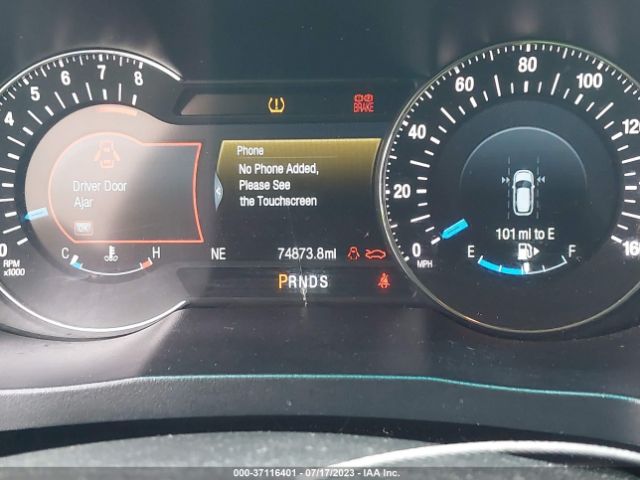 4 5 6 7 8
0
RPM
x1000
Driver Door
Ajar
OK
C H
BRAKE
Phone
No Phone Added,
Please See
the Touchscreen
<
NE 74873.8mi
PRNDS
0 20 40 60 80 100 120 160
MPH
101 mi to E
E F
000-37116401 - 07/17/2023 - IAA Inc.